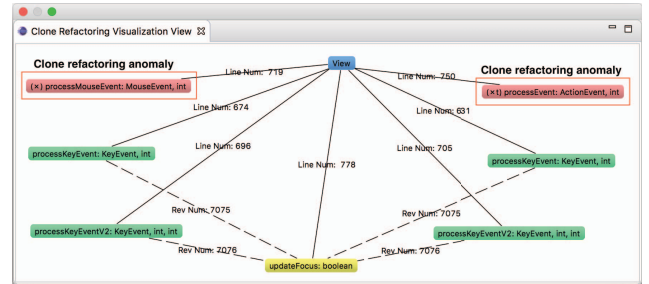 Clone Refactoring Visualization View
Clone refactoring anomaly
View
Clone refactoring anomaly
Line Num: 719
Line Num: 750
(×) processMouseEvent: MouseEvent, int
(×t) processEvent: ActionEvent, int
Line Num: 674
Line Num: 631
Line Num: 696
Line Num: 705
processKeyEvent: KeyEvent, int
Line Num: 778
processKeyEvent: KeyEvent, int
Rev Num: 7075
Rev Num: 7075
processKeyEventV2: KeyEvent, int, int
processKeyEventV2: KeyEvent, int, int
Rev Num: 7076
Rev Num: 7076
updateFocus: boolean